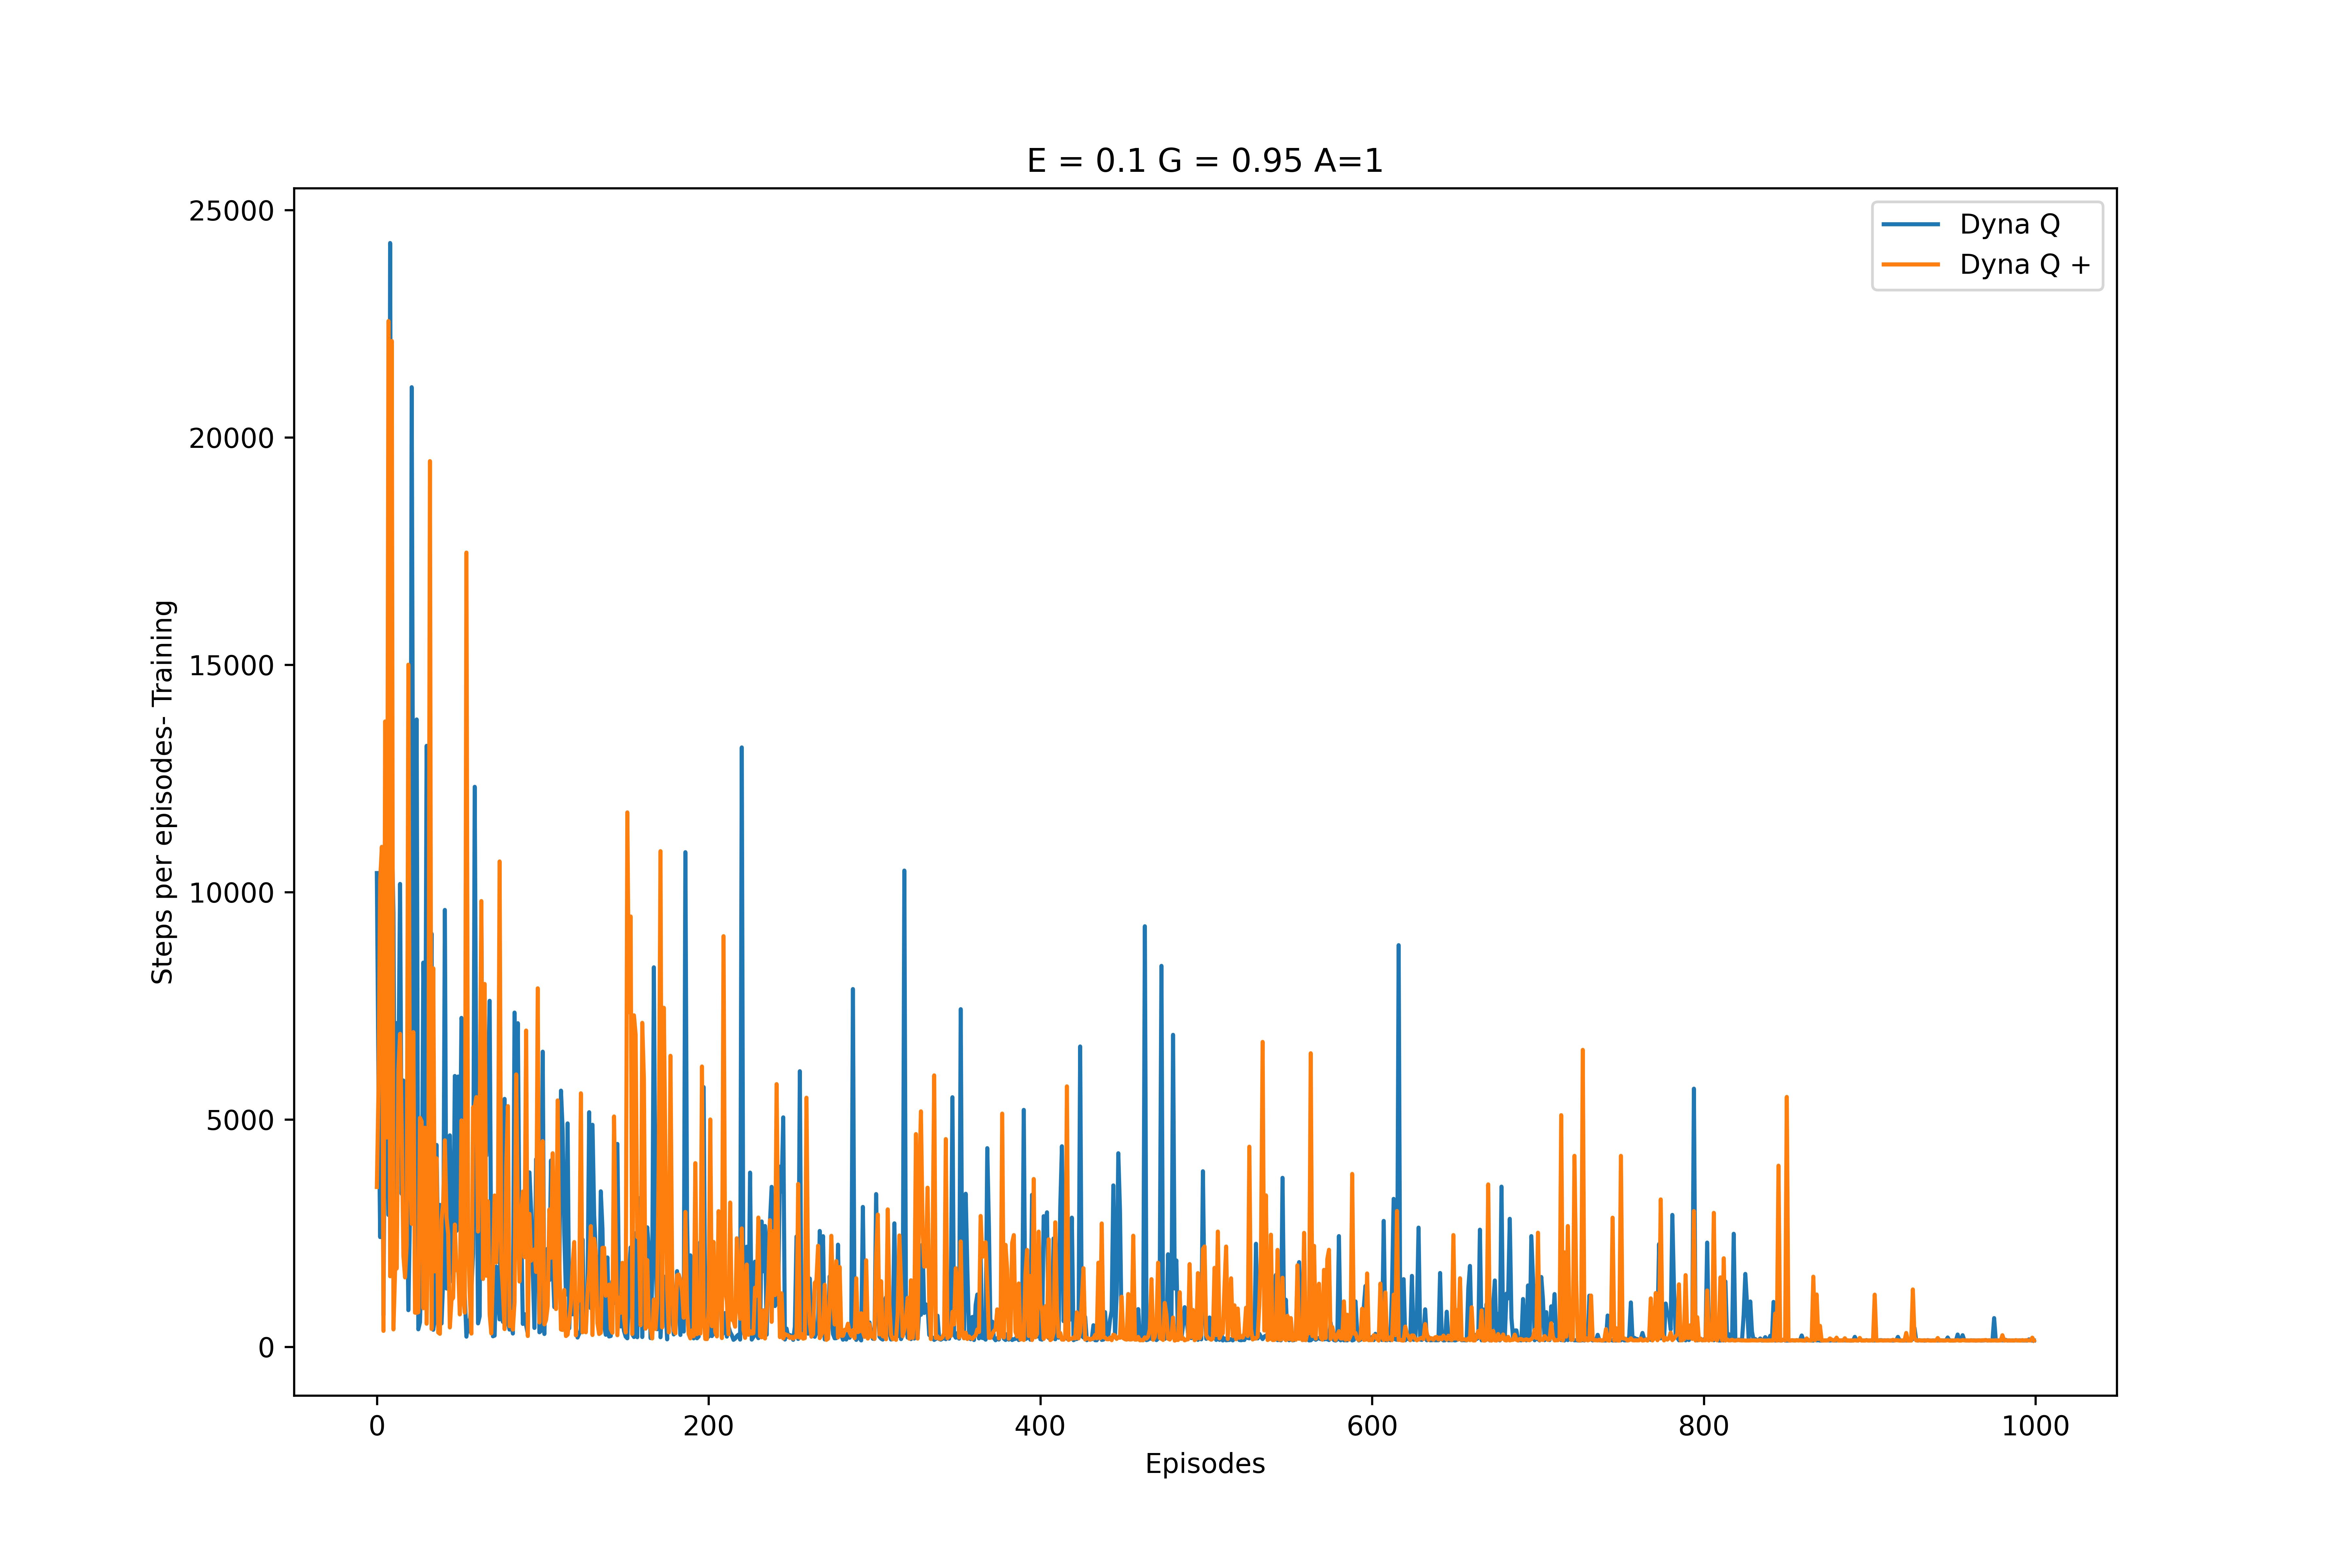 E = 0.1 G = 0.95 A=1
Dyna Q
Dyna Q +
25000
20000
15000
10000
5000
0
Steps per episodes- Training
0 200 400 600 800 1000
Episodes